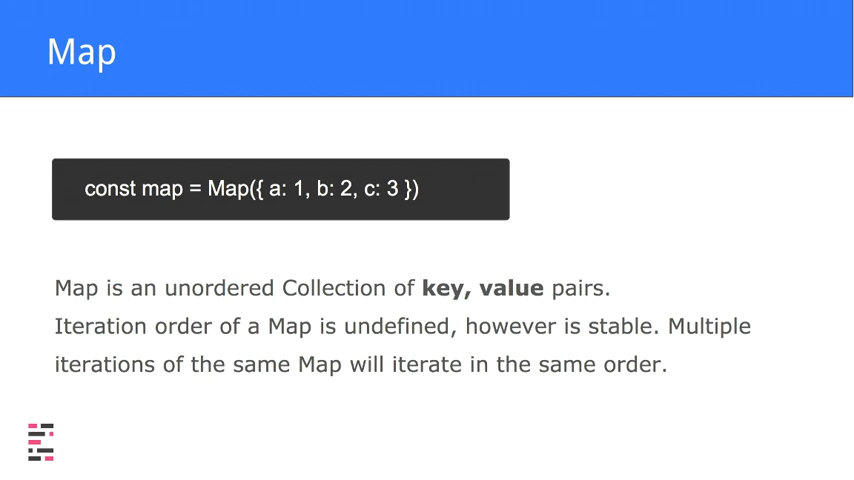 Map
const map = Map({ a: 1, b: 2, c: 3 })
Map is an unordered Collection of key, value pairs.
Iteration order of a Map is undefined, however is stable. Multiple
iterations of the same Map will iterate in the same order.